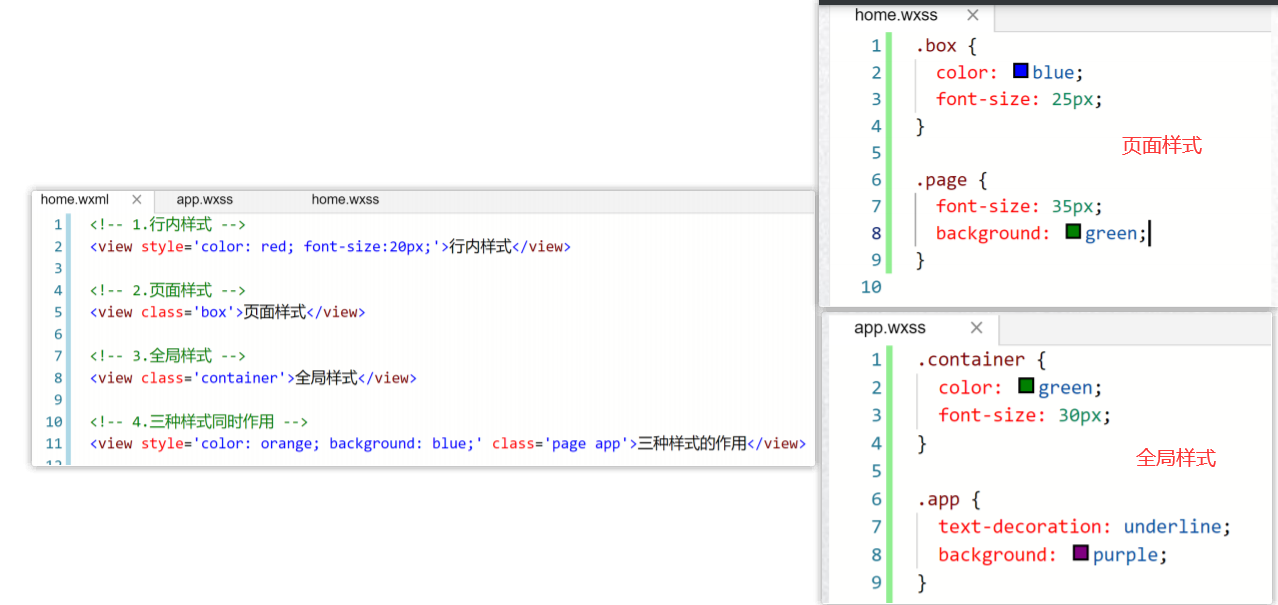 home.wxml × app.wxss home.wxss
1 <!-- 1.行内样式 -->
2 <view style='color: red; font-size:20px;'>行内样式</view>
3
4 <!-- 2.页面样式 -->
5 <view class='box'>页面样式</view>
6
7 <!-- 3.全局样式 -->
8 <view class='container'>全局样式</view>
9
10 <!-- 4.三种样式同时作用 -->
11 <view style='color: orange; background: blue;' class='page app'>三种样式的作用</view>
home.wxss ×
1 .box {
2 color: blue;
3 font-size: 25px;
4 }
5
页面样式
6 .page {
7 font-size: 35px;
8 background: green;
9 }
10
app.wxss ×
1 .container {
2 color: green;
3 font-size: 30px;
4 }
全局样式
5
6 .app {
7 text-decoration: underline;
8 background: purple;
9 }